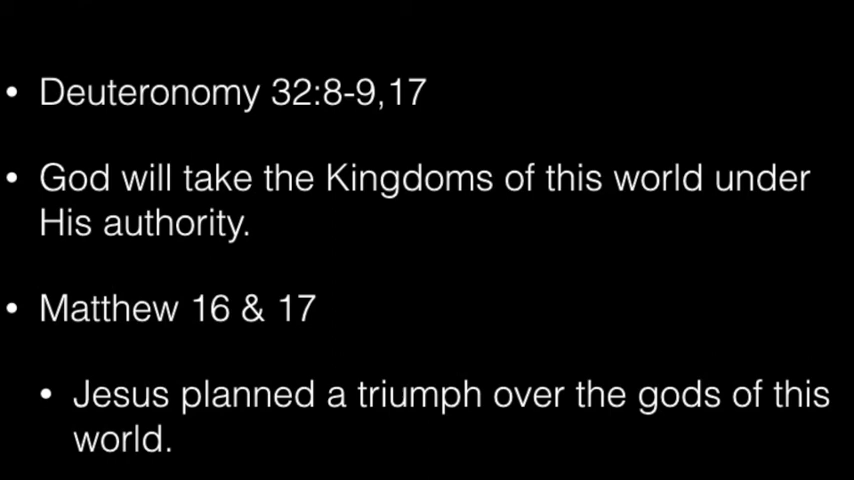 • Deuteronomy 32:8-9,17
• God will take the Kingdoms of this world under
His authority.
• Matthew 16 & 17
• Jesus planned a triumph over the gods of this
world.